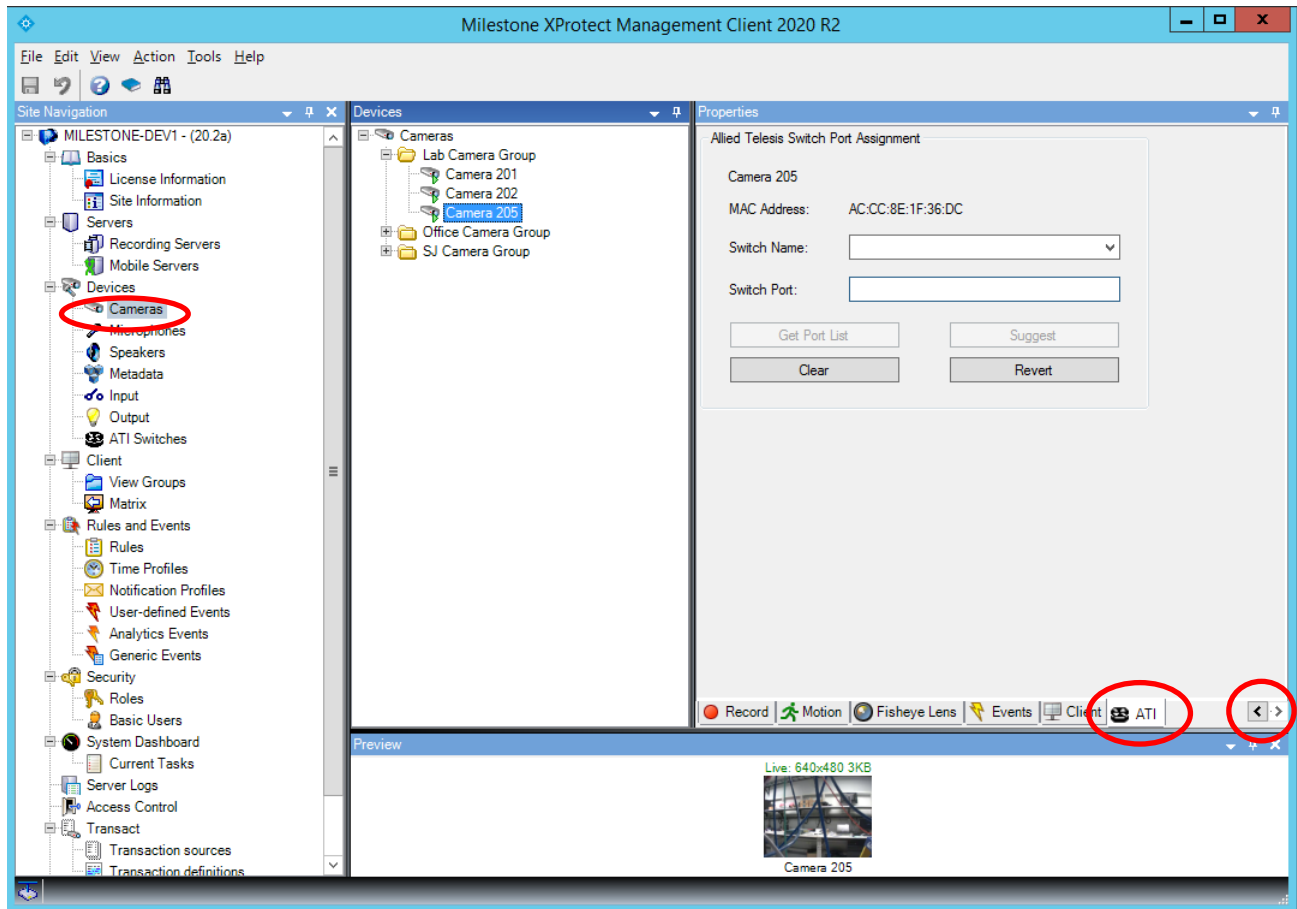 Milestone XProtect Management Client 2020 R2
File Edit View Action Tools Help
Site Navigation
MILESTONE-DEV1 - (20.2a)
Basics
License Information
Site Information
Servers
Recording Servers
Mobile Servers
Devices
Cameras
Microphones
Speakers
Metadata
Input
Output
ATI Switches
Client
View Groups
Matrix
Rules and Events
Rules
Time Profiles
Notification Profiles
User-defined Events
Analytics Events
Generic Events
Security
Roles
Basic Users
System Dashboard
Current Tasks
Server Logs
Access Control
Transact
Transaction sources
Transaction definitions
Devices
Cameras
Lab Camera Group
Camera 201
Camera 202
Camera 205
Office Camera Group
SJ Camera Group
Properties
Allied Telesis Switch Port Assignment
Camera 205
MAC Address: AC:CC:8E:1F:36:DC
Switch Name:
Switch Port:
Get Port List Suggest
Clear Revert
Record Motion Fisheye Lens Events Client ATI
Preview
Live: 640x480 3KB
Camera 205